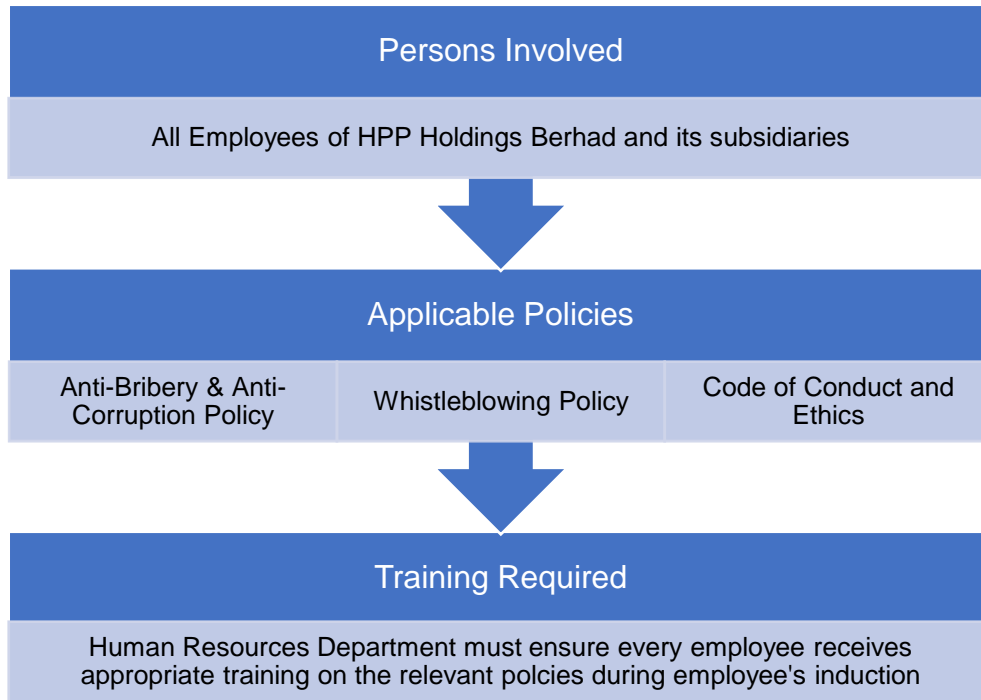 Persons Involved
All Employees of HPP Holdings Berhad and its subsidiaries
Applicable Policies
Anti-Bribery & Anti-
Corruption Policy
Whistleblowing Policy
Code of Conduct and
Ethics
Training Required
Human Resources Department must ensure every employee receives
appropriate training on the relevant polcies during employee's induction